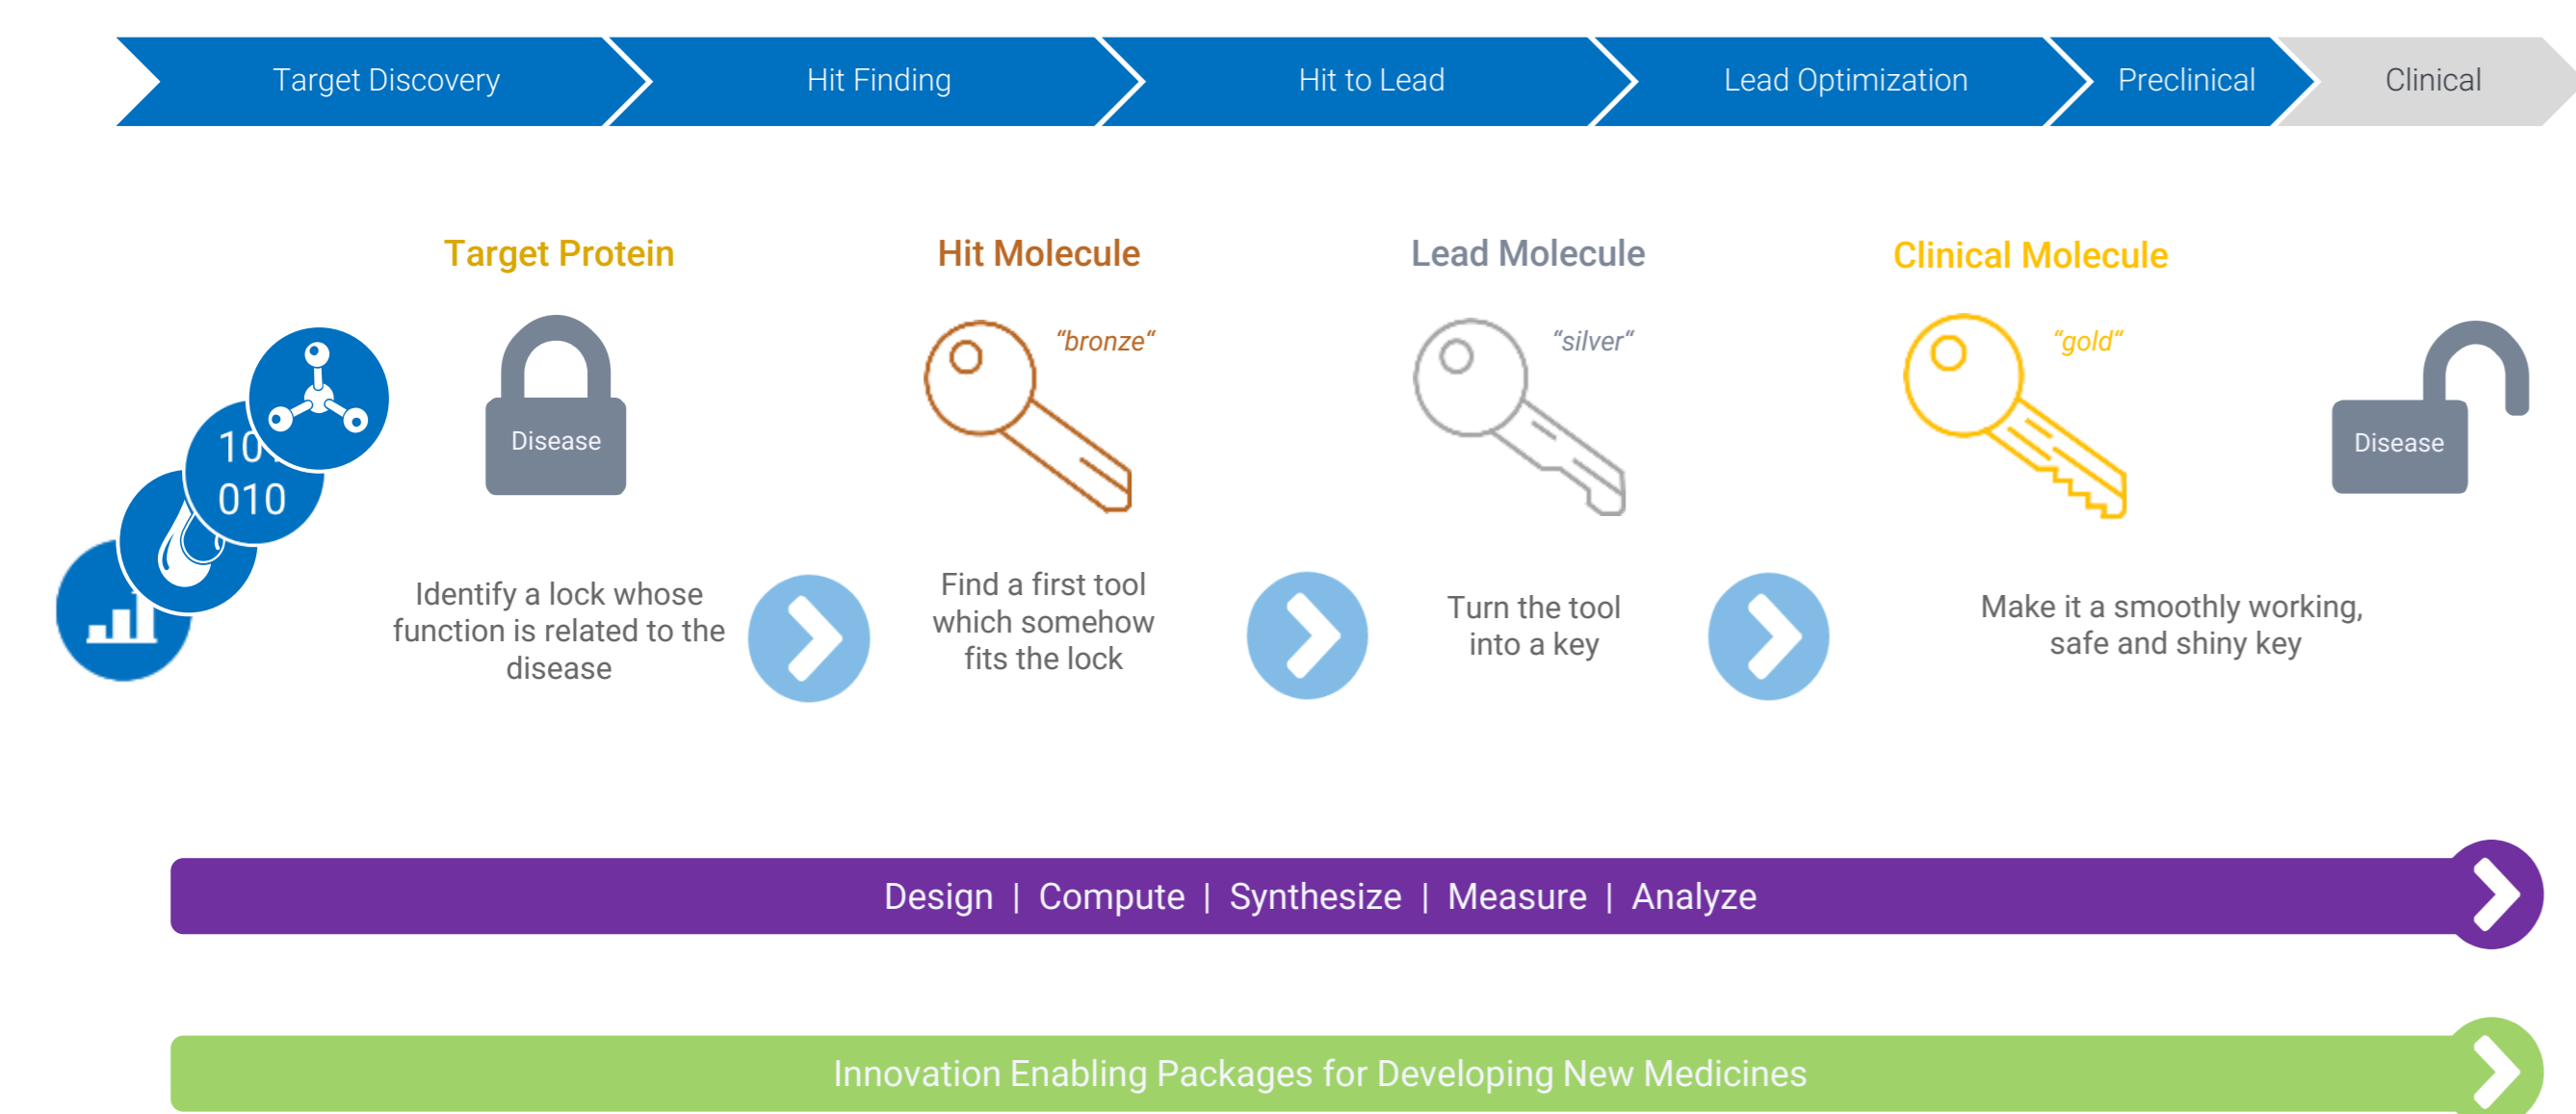 Target Discovery
Hit Finding
Hit to Lead
Lead Optimization
Preclinical
Clinical
Target Protein
Hit Molecule
Lead Molecule
Clinical Molecule
“bronze“
“silver“
“gold“
10
010
Disease
Disease
Identify a lock whose
function is related to the
disease
Find a first tool
which somehow
fits the lock
Turn the tool
into a key
Make it a smoothly working,
safe and shiny key
Design | Compute | Synthesize | Measure | Analyze
Innovation Enabling Packages for Developing New Medicines